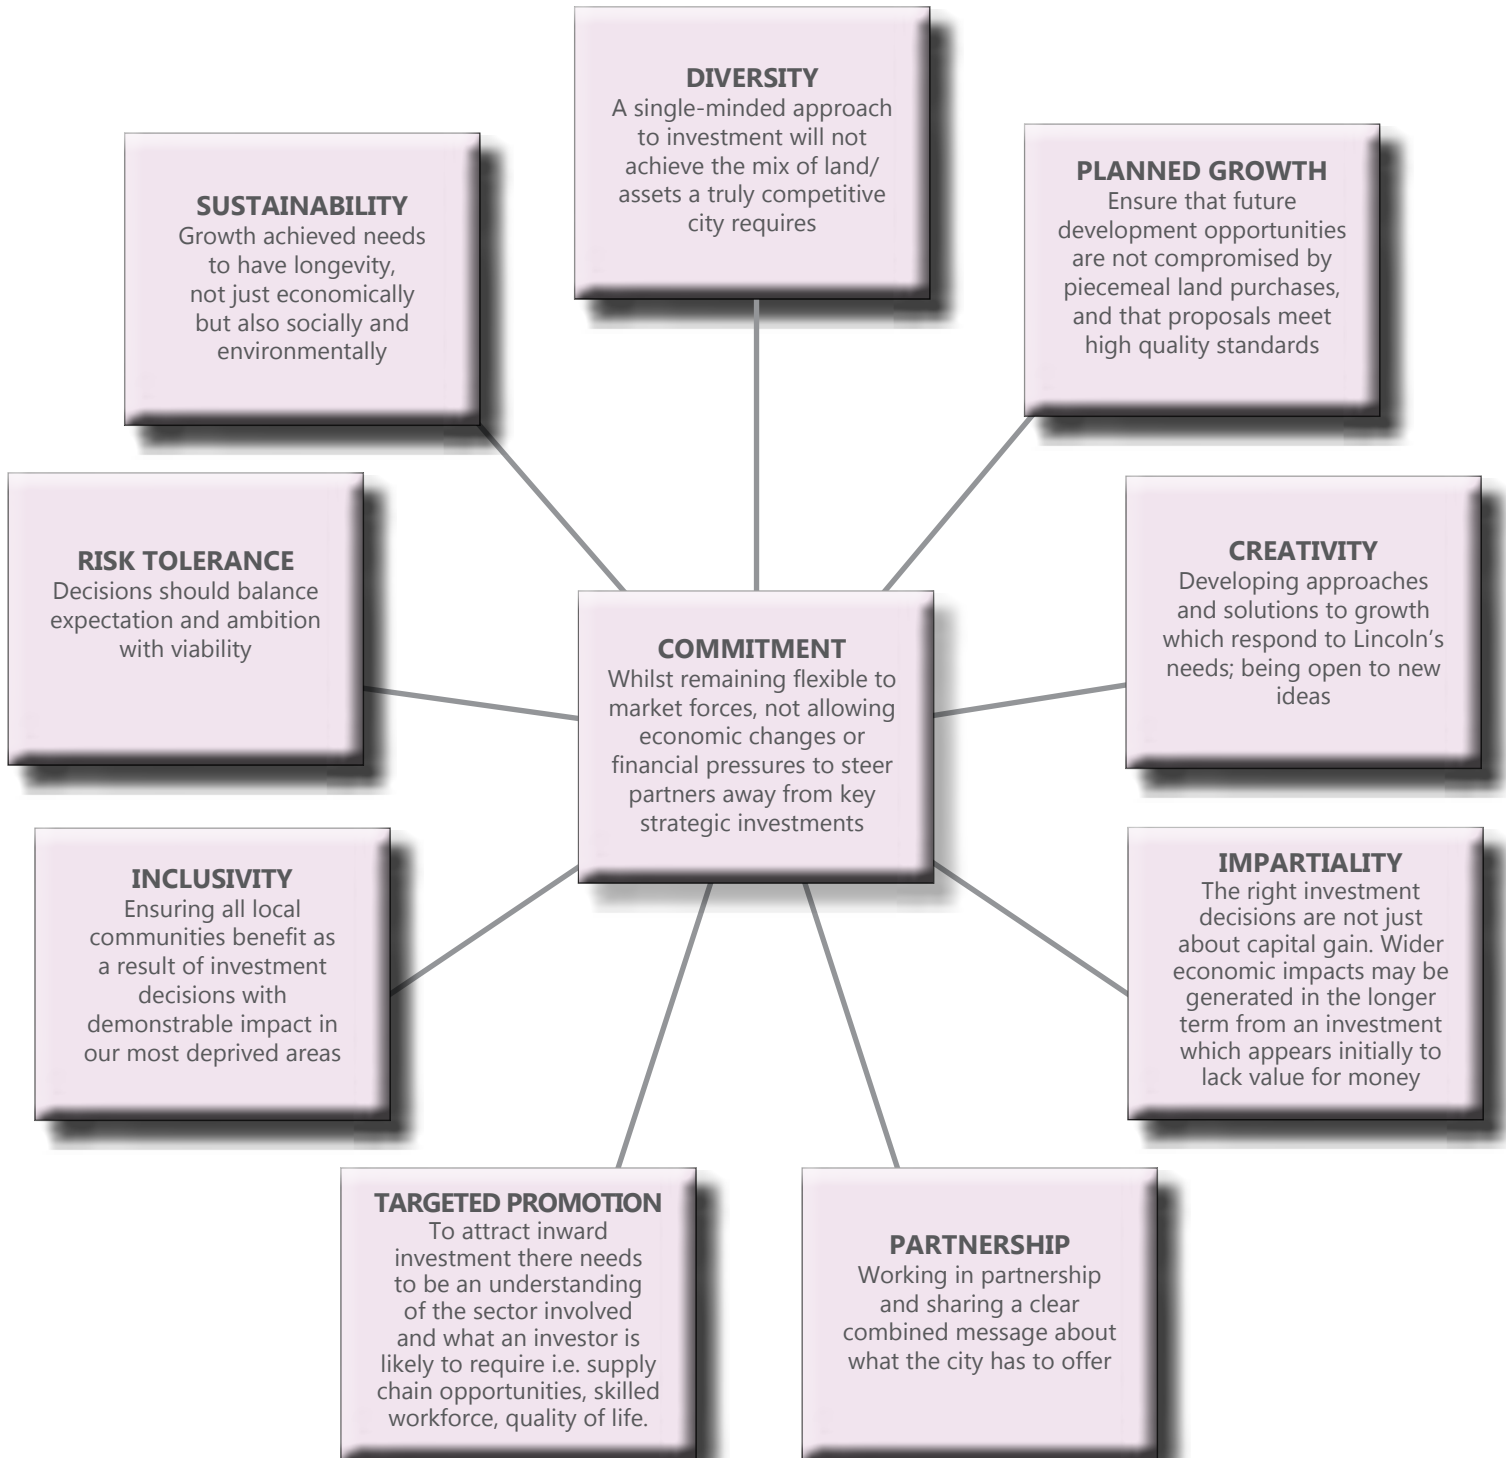 DIVERSITY
A single-minded approach
to investment will not
achieve the mix of land/
assets a truly competitive
city requires
PLANNED GROWTH
Ensure that future
development opportunities
are not compromised by
piecemeal land purchases,
and that proposals meet
high quality standards
SUSTAINABILITY
Growth achieved needs
to have longevity,
not just economically
but also socially and
environmentally
RISK TOLERANCE
Decisions should balance
expectation and ambition
with viability
COMMITMENT
Whilst remaining flexible to
market forces, not allowing
economic changes or
financial pressures to steer
partners away from key
strategic investments
CREATIVITY
Developing approaches
and solutions to growth
which respond to Lincoln’s
needs; being open to new
ideas
INCLUSIVITY
Ensuring all local
communities benefit as
a result of investment
decisions with
demonstrable impact in
our most deprived areas
IMPARTIALITY
The right investment
decisions are not just
about capital gain. Wider
economic impacts may be
generated in the longer
term from an investment
which appears initially to
lack value for money
TARGETED PROMOTION
To attract inward
investment there needs
to be an understanding
of the sector involved
and what an investor is
likely to require i.e. supply
chain opportunities, skilled
workforce, quality of life.
PARTNERSHIP
Working in partnership
and sharing a clear
combined message about
what the city has to offer